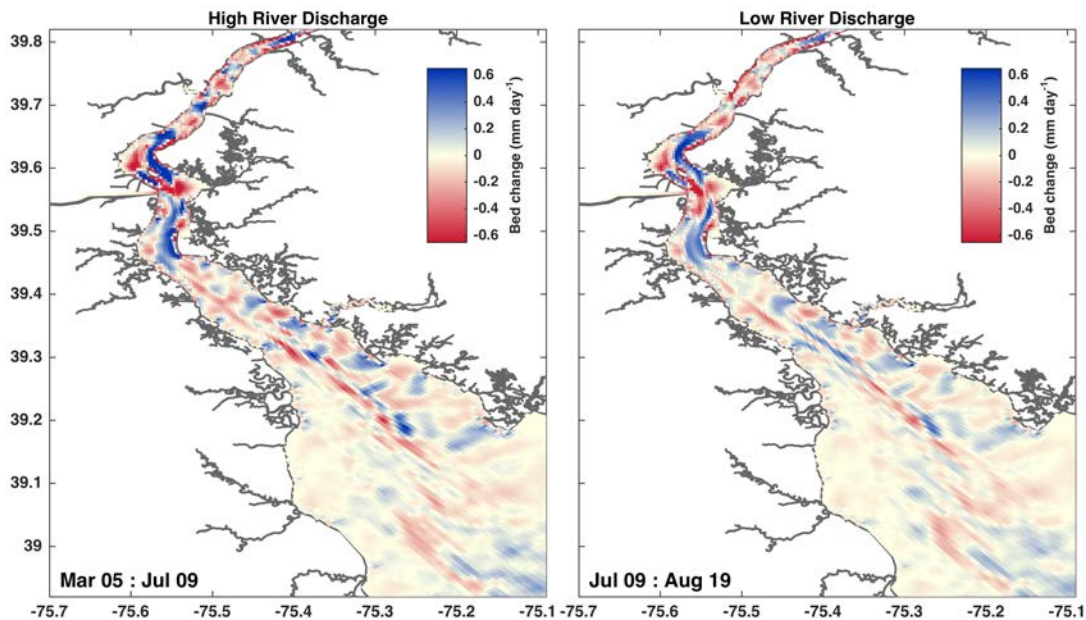 High River Discharge
Low River Discharge
39.8
39.7
39.6
39.5
39.4
39.3
39.2
39.1
39
0.6
0.4
0.2
0
-0.2
-0.4
-0.6
Bed change (mm day⁻¹)
0.6
0.4
0.2
0
-0.2
-0.4
-0.6
Bed change (mm day⁻¹)
Mar 05 : Jul 09
Jul 09 : Aug 19
-75.7 -75.6 -75.5 -75.4 -75.3 -75.2 -75.1
-75.6 -75.5 -75.4 -75.3 -75.2 -75.1